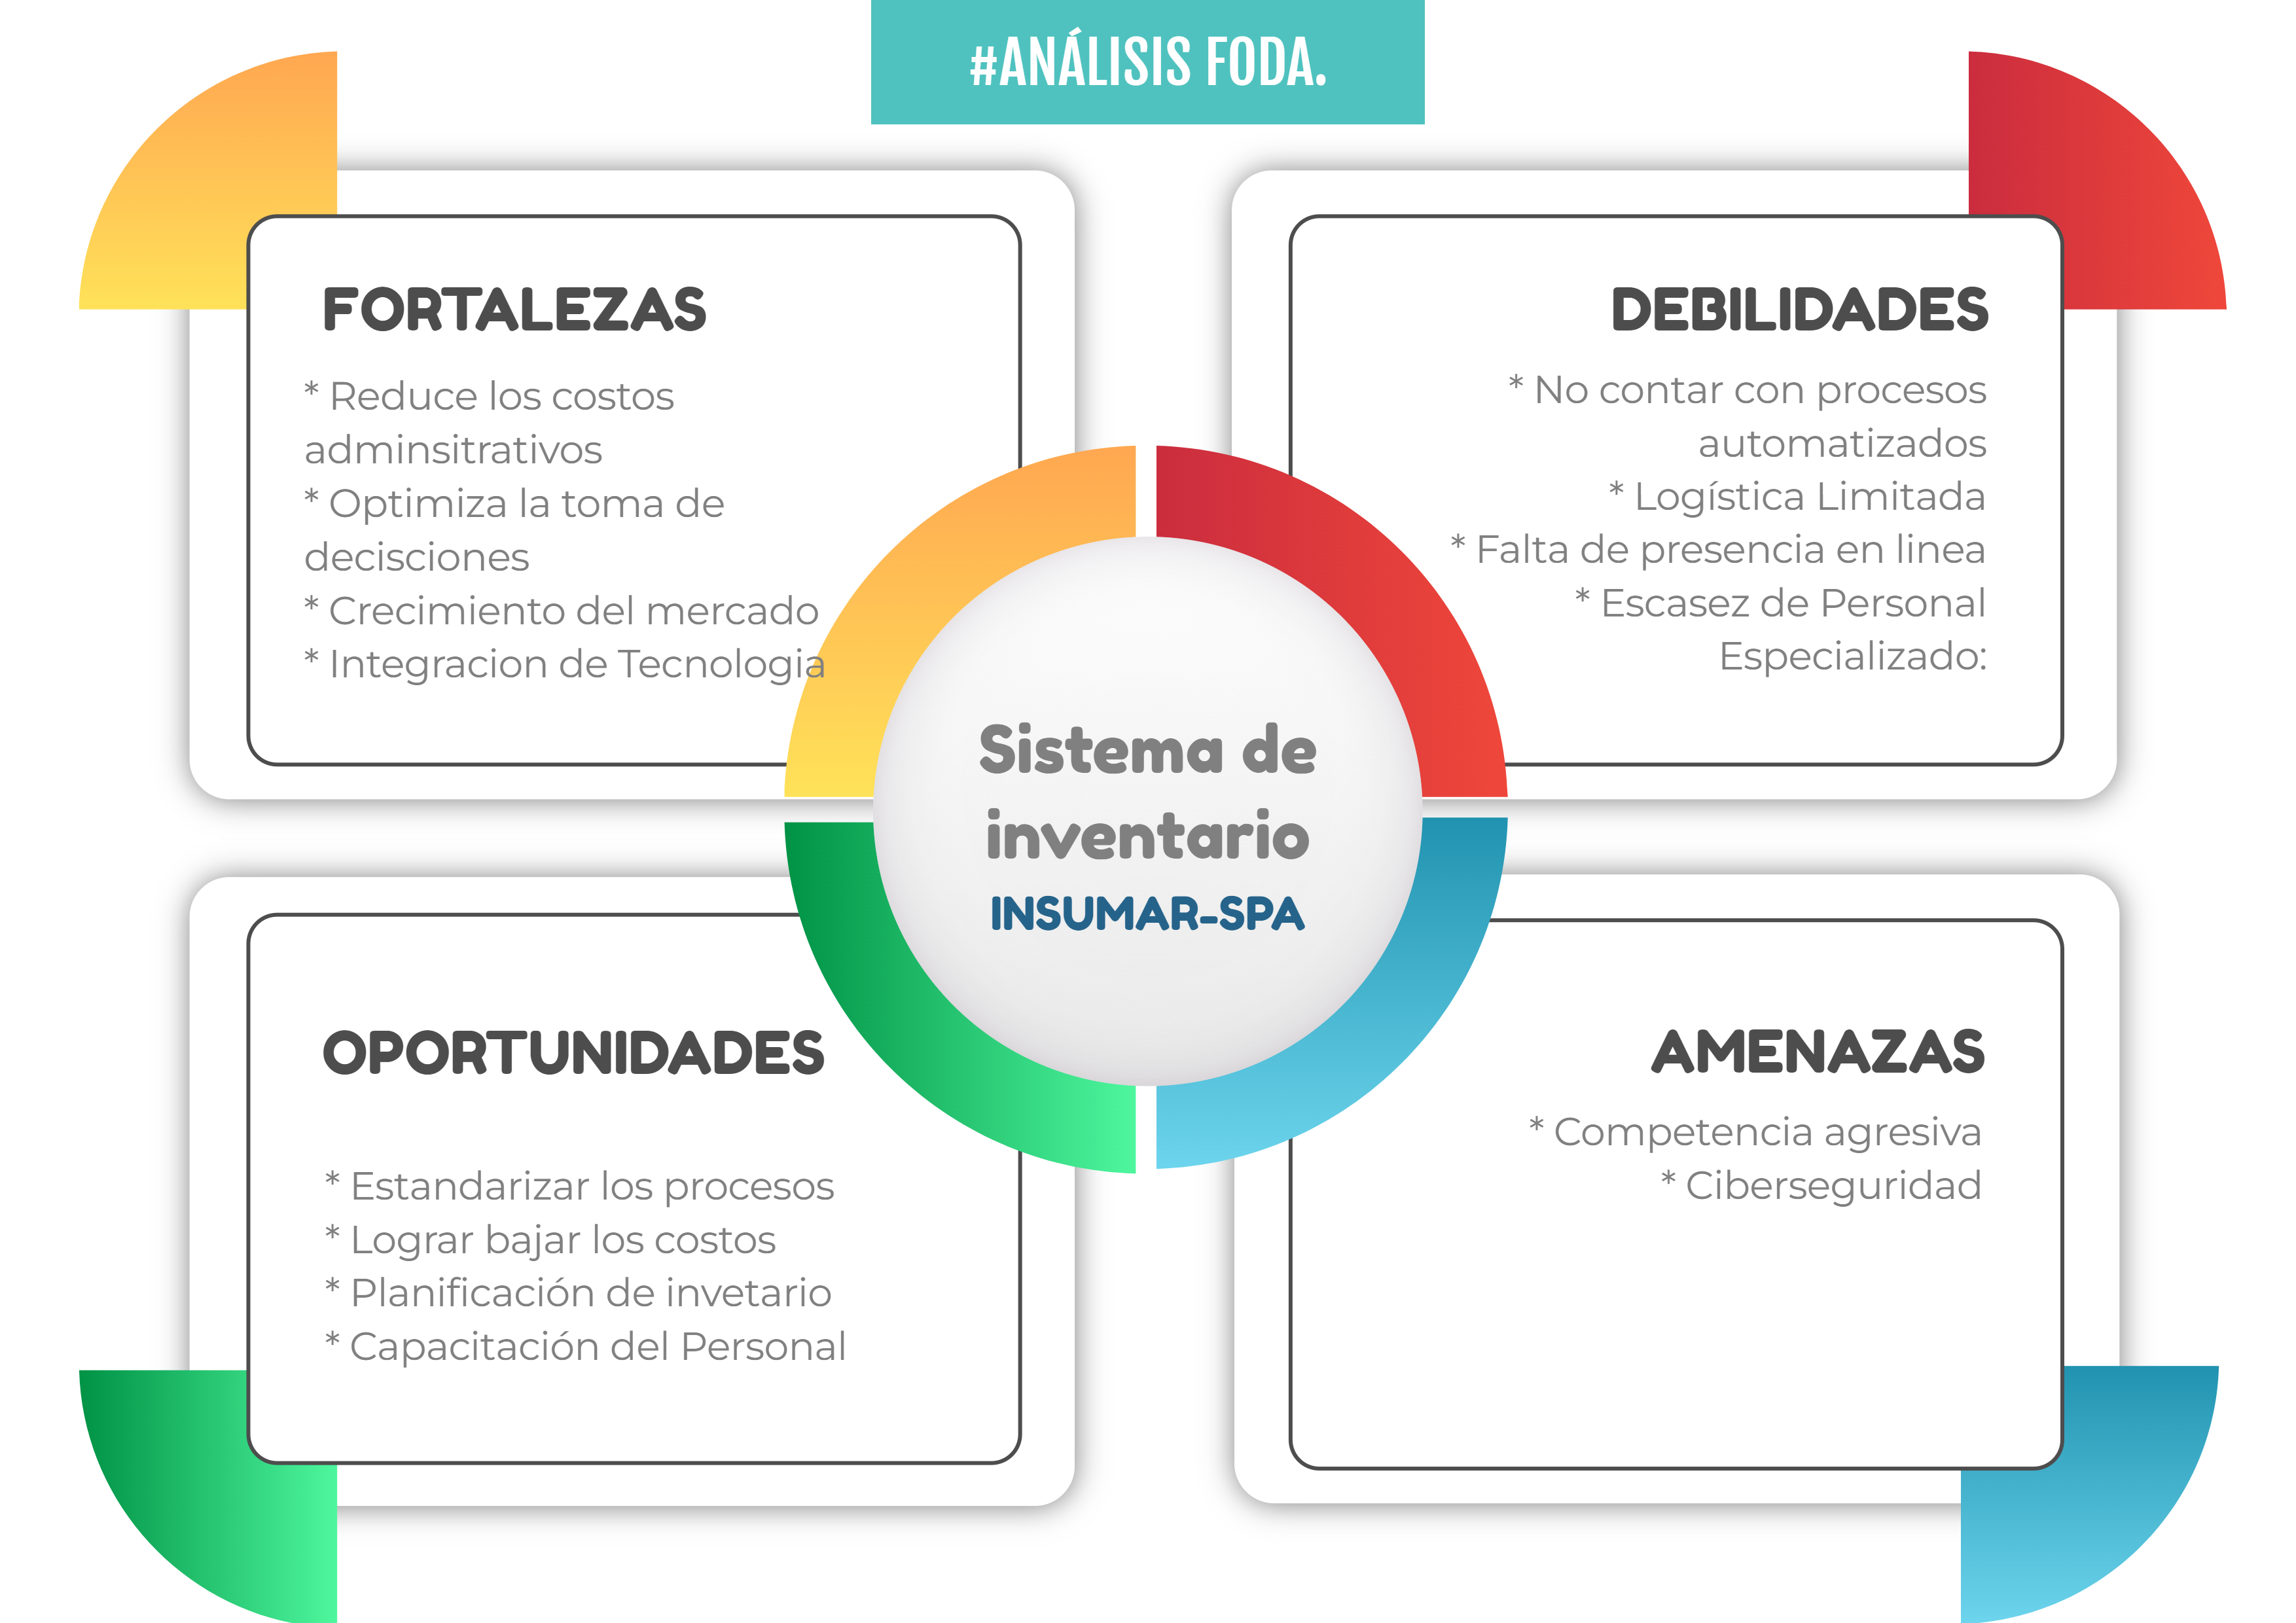 #ANÁLISIS FODA.
FORTALEZAS
* Reduce los costos
adminsitrativos
* Optimiza la toma de
decisciones
* Crecimiento del mercado
* Integracion de Tecnologia
DEBILIDADES
* No contar con procesos
automatizados
* Logística Limitada
* Falta de presencia en linea
* Escasez de Personal
Especializado:
Sistema de
inventario
INSUMAR-SPA
OPORTUNIDADES
* Estandarizar los procesos
* Lograr bajar los costos
* Planificación de invetario
* Capacitación del Personal
AMENAZAS
* Competencia agresiva
* Ciberseguridad